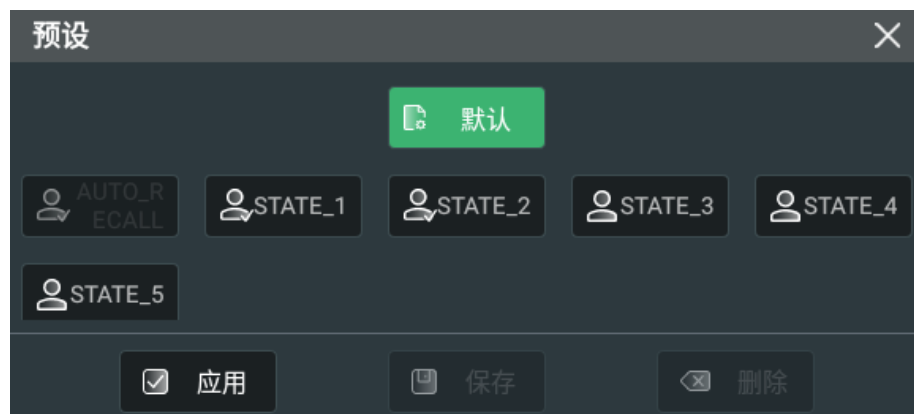 预设
默认
AUTO_R
ECALL
STATE_1
STATE_2
STATE_3
STATE_4
STATE_5
应用
保存
删除